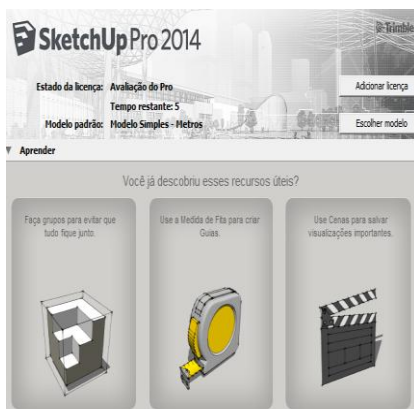 SketchUp Pro 2014
Trimble
Estado da licença: Avaliação do Pro
Adicionar licença
Tempo restante: 5
Modelo padrão: Modelo Simples - Metros
Escolher modelo
Aprender
Você já descobriu esses recursos úteis?
Faça grupos para evitar que
tudo fique junto.
Use a Medida de Fita para criar
Guias.
Use Cenas para salvar
visualizações importantes.